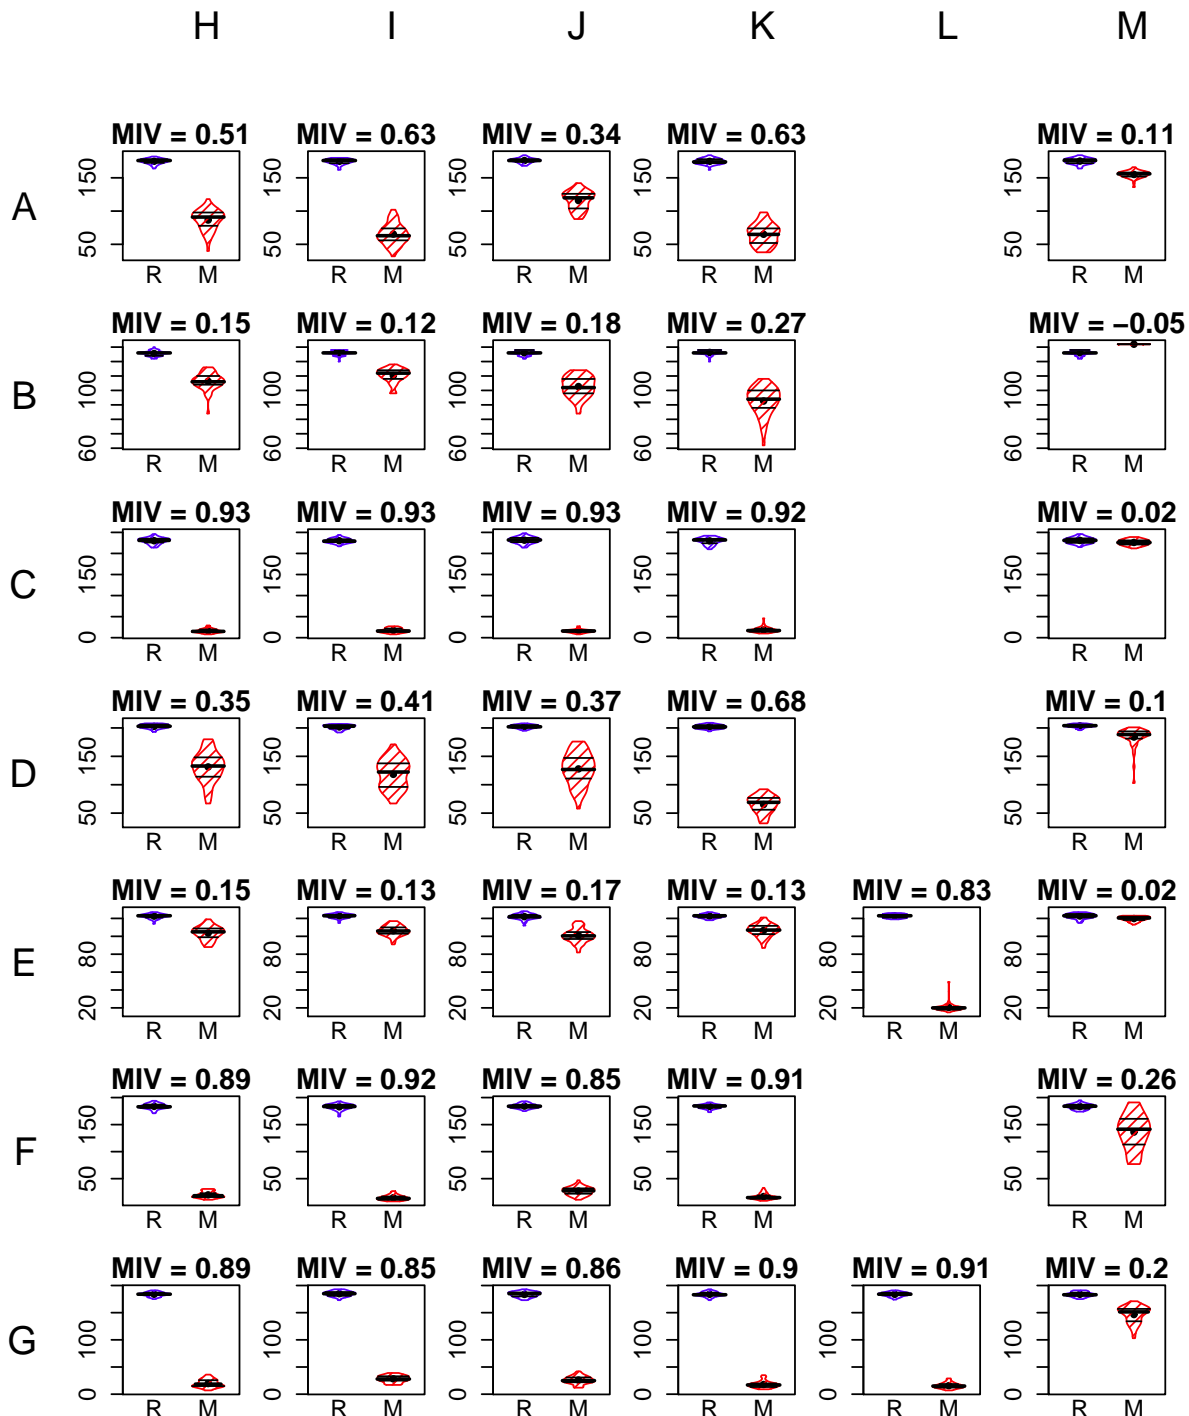 H I J K L M
MIV = 0.51 MIV = 0.63 MIV = 0.34 MIV = 0.63 MIV = 0.11
A
150 150 150 150 150
50 50 50 50 50
R M R M R M R M R M
MIV = 0.15 MIV = 0.12 MIV = 0.18 MIV = 0.27 MIV = −0.05
B
100 100 100 100 100
60 60 60 60 60
R M R M R M R M R M
MIV = 0.93 MIV = 0.93 MIV = 0.93 MIV = 0.92 MIV = 0.02
C
150 150 150 150 150
0 0 0 0 0
R M R M R M R M R M
MIV = 0.35 MIV = 0.41 MIV = 0.37 MIV = 0.68 MIV = 0.1
D
150 150 150 150 150
50 50 50 50 50
R M R M R M R M R M
MIV = 0.15 MIV = 0.13 MIV = 0.17 MIV = 0.13 MIV = 0.83 MIV = 0.02
E
80 80 80 80 80 80
20 20 20 20 20 20
R M R M R M R M R M R M
MIV = 0.89 MIV = 0.92 MIV = 0.85 MIV = 0.91 MIV = 0.26
F
150 150 150 150 150
50 50 50 50 50
R M R M R M R M R M
MIV = 0.89 MIV = 0.85 MIV = 0.86 MIV = 0.9 MIV = 0.91 MIV = 0.2
G
100 100 100 100 100 100
0 0 0 0 0 0
R M R M R M R M R M R M